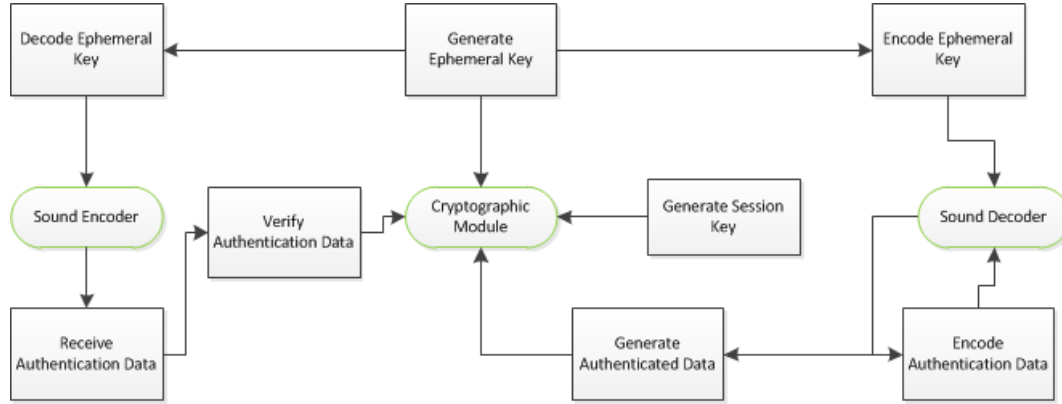 Decode Ephemeral
Key
Generate
Ephemeral Key
Encode Ephemeral
Key
Sound Encoder
Verify
Authentication Data
Cryptographic
Module
Generate Session
Key
Sound Decoder
Receive
Authentication Data
Generate
Authenticated Data
Encode
Authentication Data